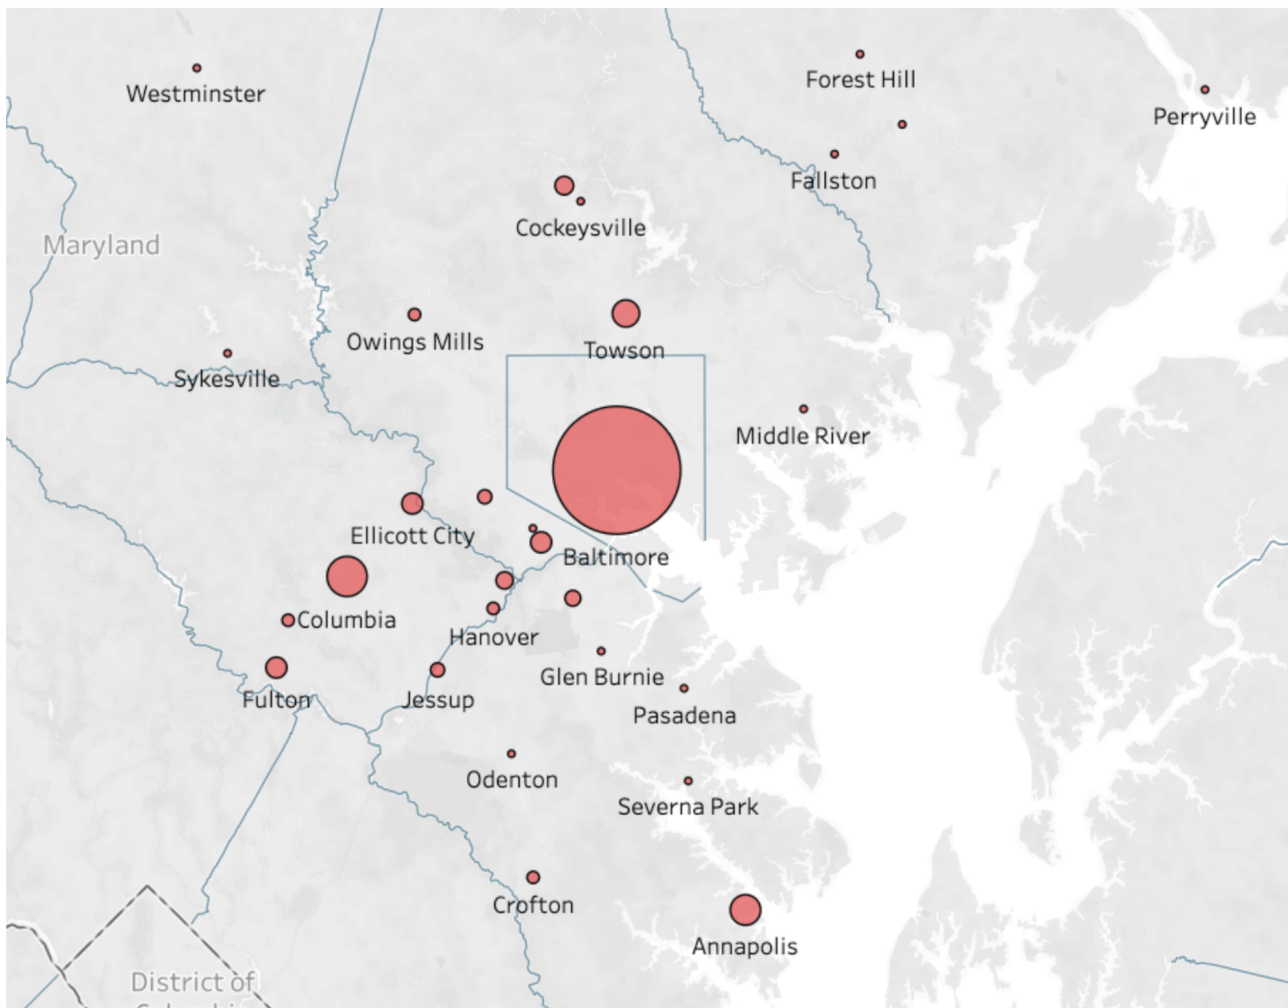 Forest Hill
Westminster
Perryville
Fallston
Cockeysville
Maryland
Owings Mills
Towson
Sykesville
Middle River
Ellicott City
Baltimore
Columbia
Hanover
Glen Burnie
Fulton
Jessup
Pasadena
Odenton
Severna Park
Crofton
Annapolis
District of